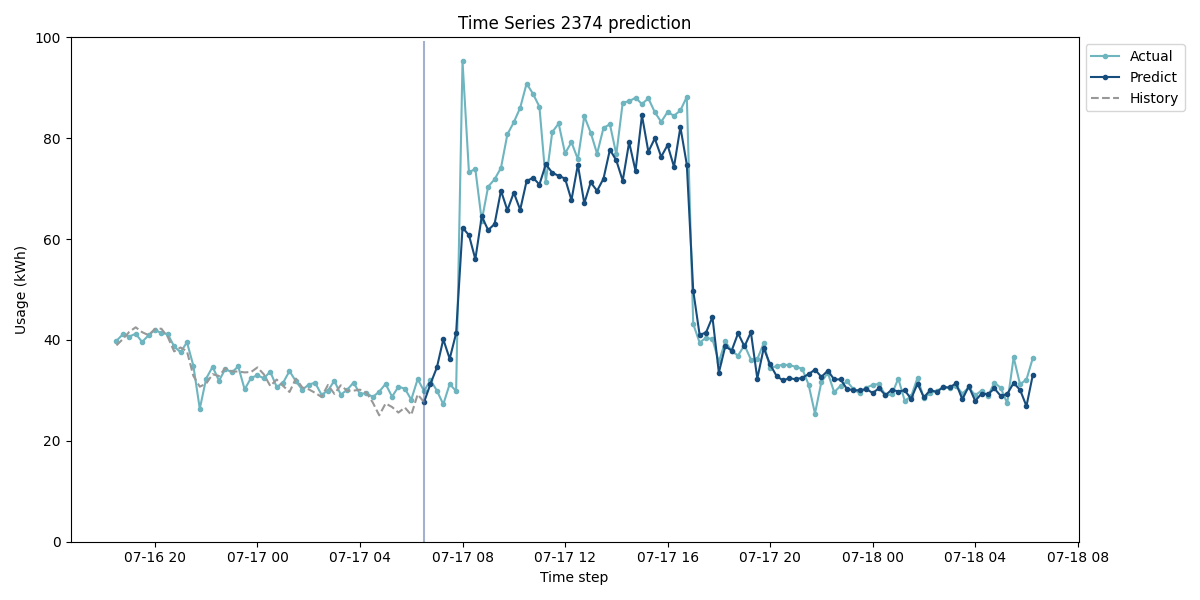 Time Series 2374 prediction
100
80
60
40
20
0
Usage (kWh)
07-16 20
07-17 00
07-17 04
07-17 08
07-17 12
07-17 16
07-17 20
07-18 00
07-18 04
07-18 08
Time step
Actual
Predict
History